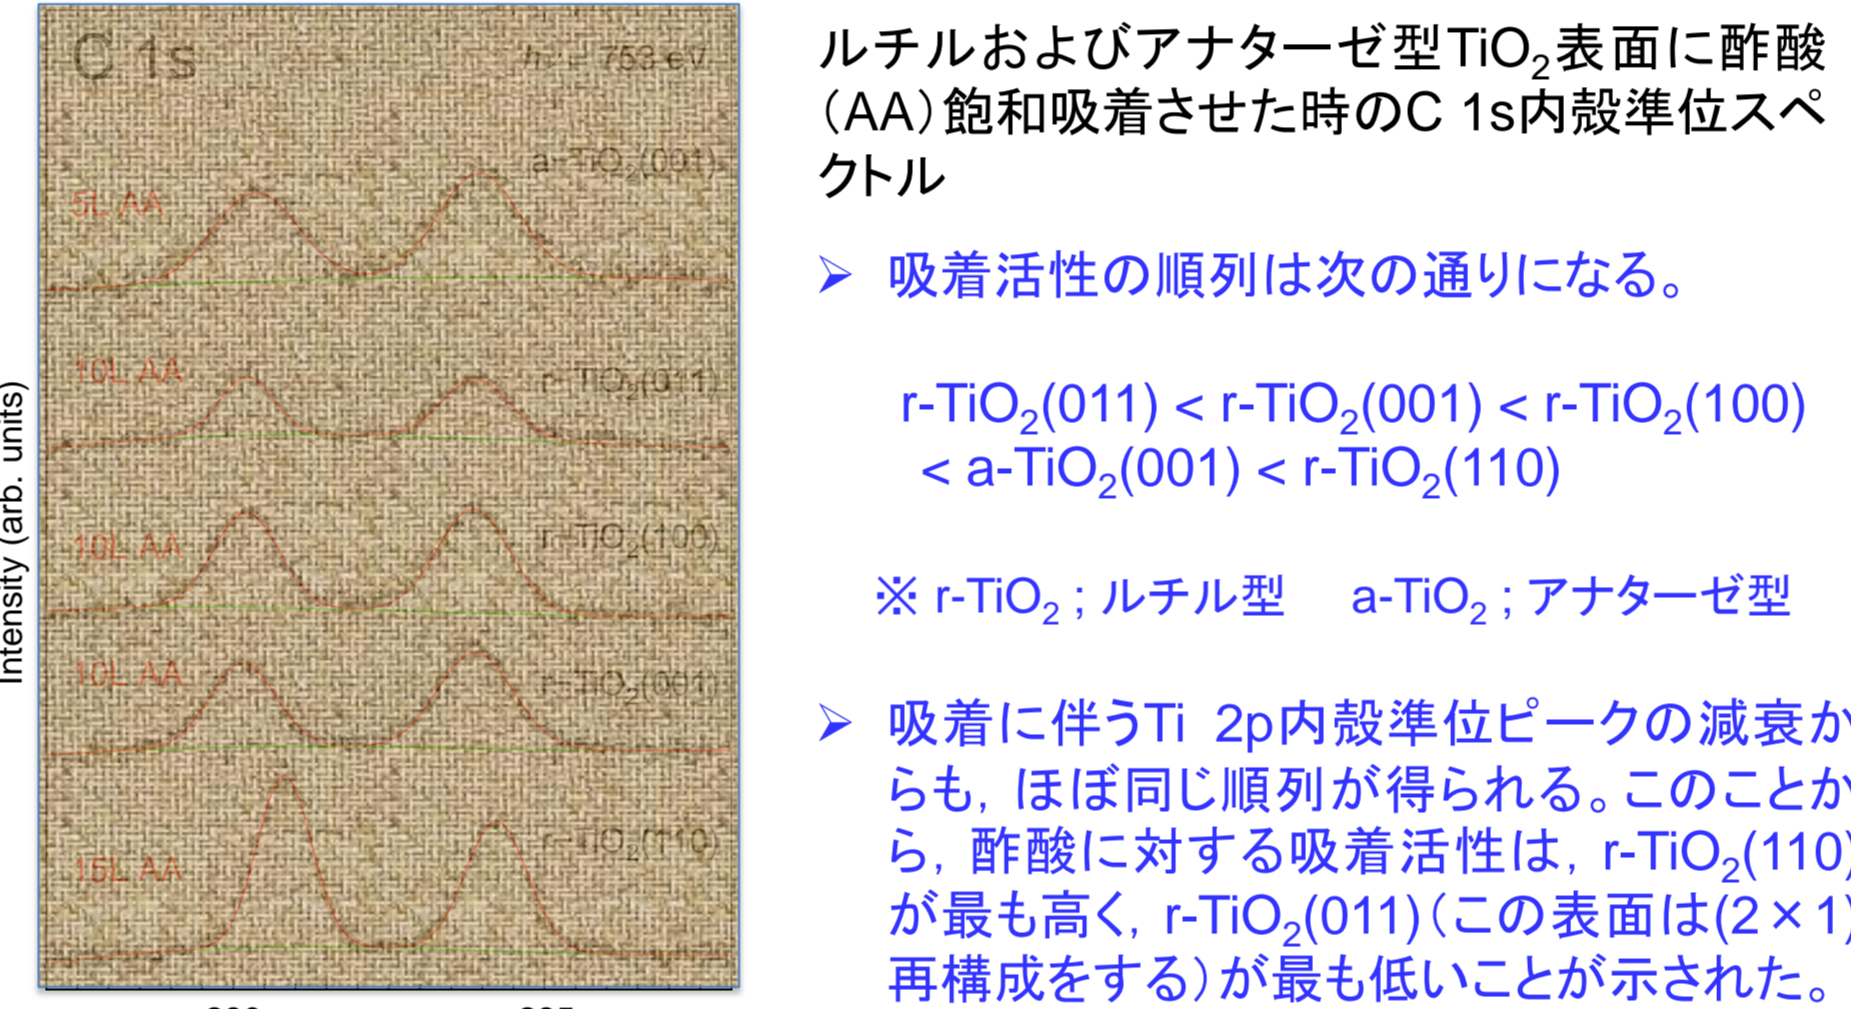 C 1s
hν = 753 eV
a-TiO₂(001)
5L AA
10L AA
r-TiO₂(011)
10L AA
r-TiO₂(100)
10L AA
r-TiO₂(001)
15L AA
r-TiO₂(110)
Intensity (arb. units)
ルチルおよびアナターゼ型TiO₂表面に酢酸
（AA）飽和吸着させた時のC 1s内殻準位スペ
クトル
➢ 吸着活性の順列は次の通りになる。
r-TiO₂(011) < r-TiO₂(001) < r-TiO₂(100)
< a-TiO₂(001) < r-TiO₂(110)
※ r-TiO₂ ; ルチル型 a-TiO₂ ; アナターゼ型
➢ 吸着に伴うTi 2p内殻準位ピークの減衰か
らも，ほぼ同じ順列が得られる。このことか
ら，酢酸に対する吸着活性は，r-TiO₂(110)
が最も高く，r-TiO₂(011)（この表面は(2×1)
再構成をする）が最も低いことが示された。